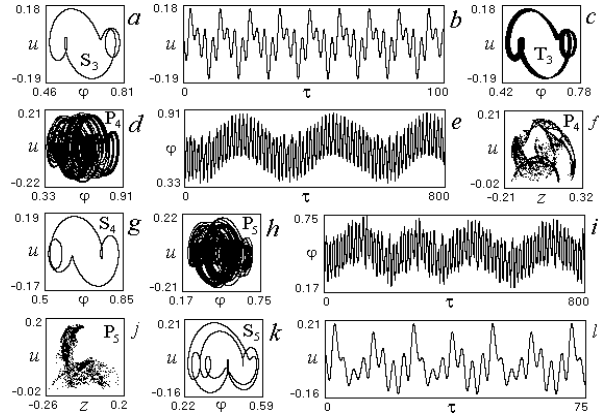 0.18 a 0.18 b 0.18 c
u S₃ u u T₃
-0.19 -0.19 -0.19
0.46 φ 0.81 0 τ 100 0.42 φ 0.78
0.21 P₄ d 0.91 e 0.21 P₄ f
u φ u
-0.22 0.33 -0.02
0.33 φ 0.91 0 τ 800 -0.21 z 0.32
0.19 S₄ g 0.22 P₅ h 0.75 i
u u φ
-0.17 -0.21 0.17
0.5 φ 0.85 0.17 φ 0.75 0 τ 800
0.2 P₅ j 0.21 S₅ k 0.21 l
u u u
-0.02 -0.16 -0.16
-0.26 z 0.2 0.22 φ 0.59 0 τ 75